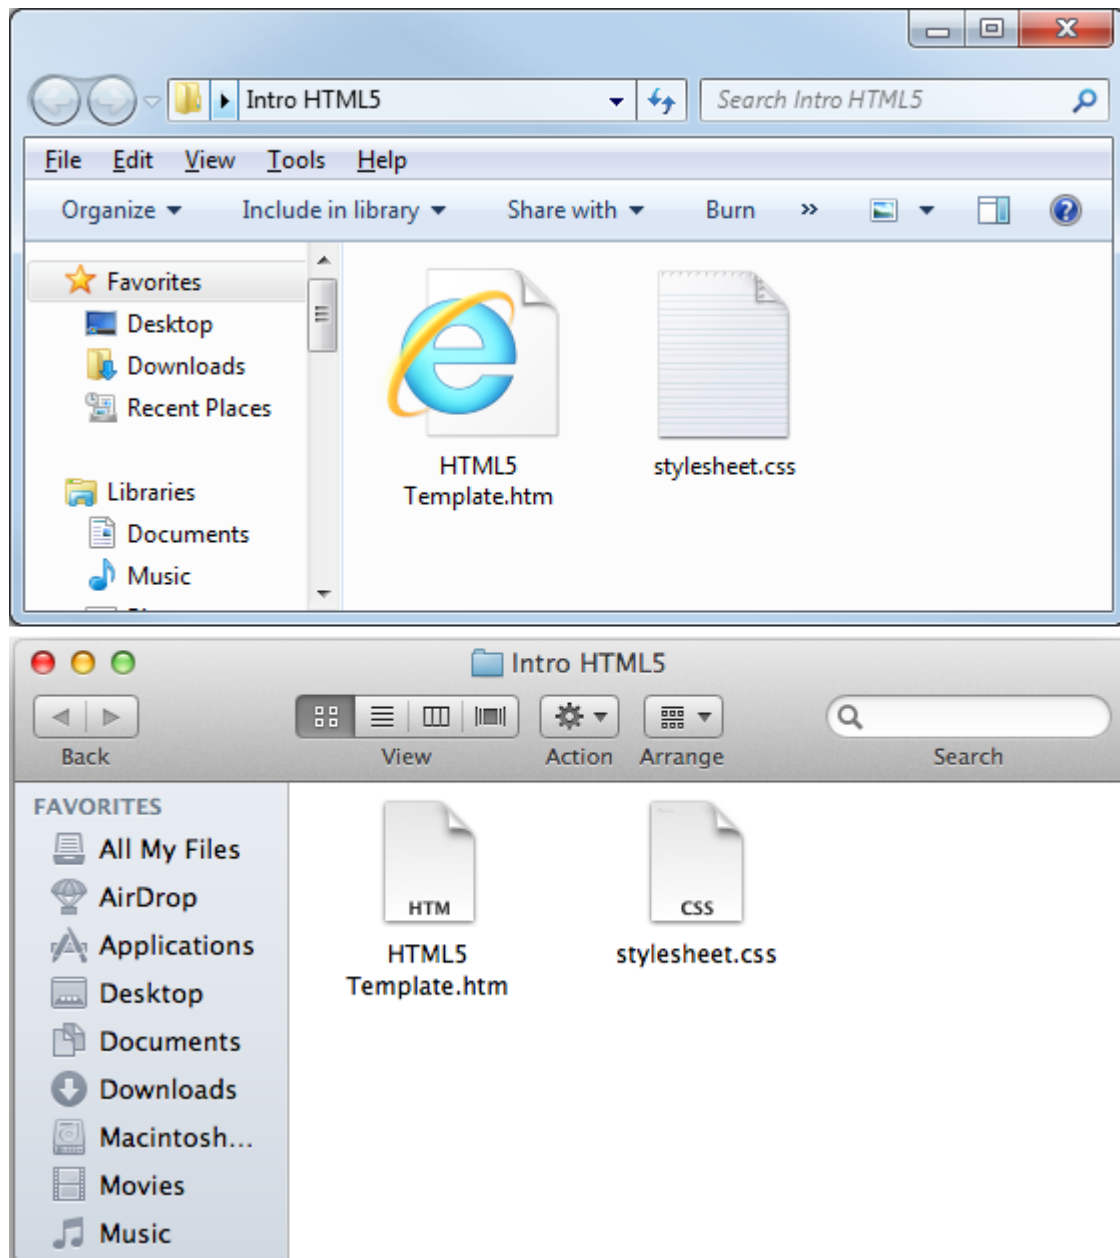 Intro HTML5
Search Intro HTML5
File Edit View Tools Help
Organize Include in library Share with Burn »
Favorites
Desktop
Downloads
Recent Places
Libraries
Documents
Music
HTML5
Template.htm
stylesheet.css
Intro HTML5
Back View Action Arrange Search
FAVORITES
All My Files
AirDrop
Applications
Desktop
Documents
Downloads
Macintosh...
Movies
Music
HTM
HTML5
Template.htm
CSS
stylesheet.css